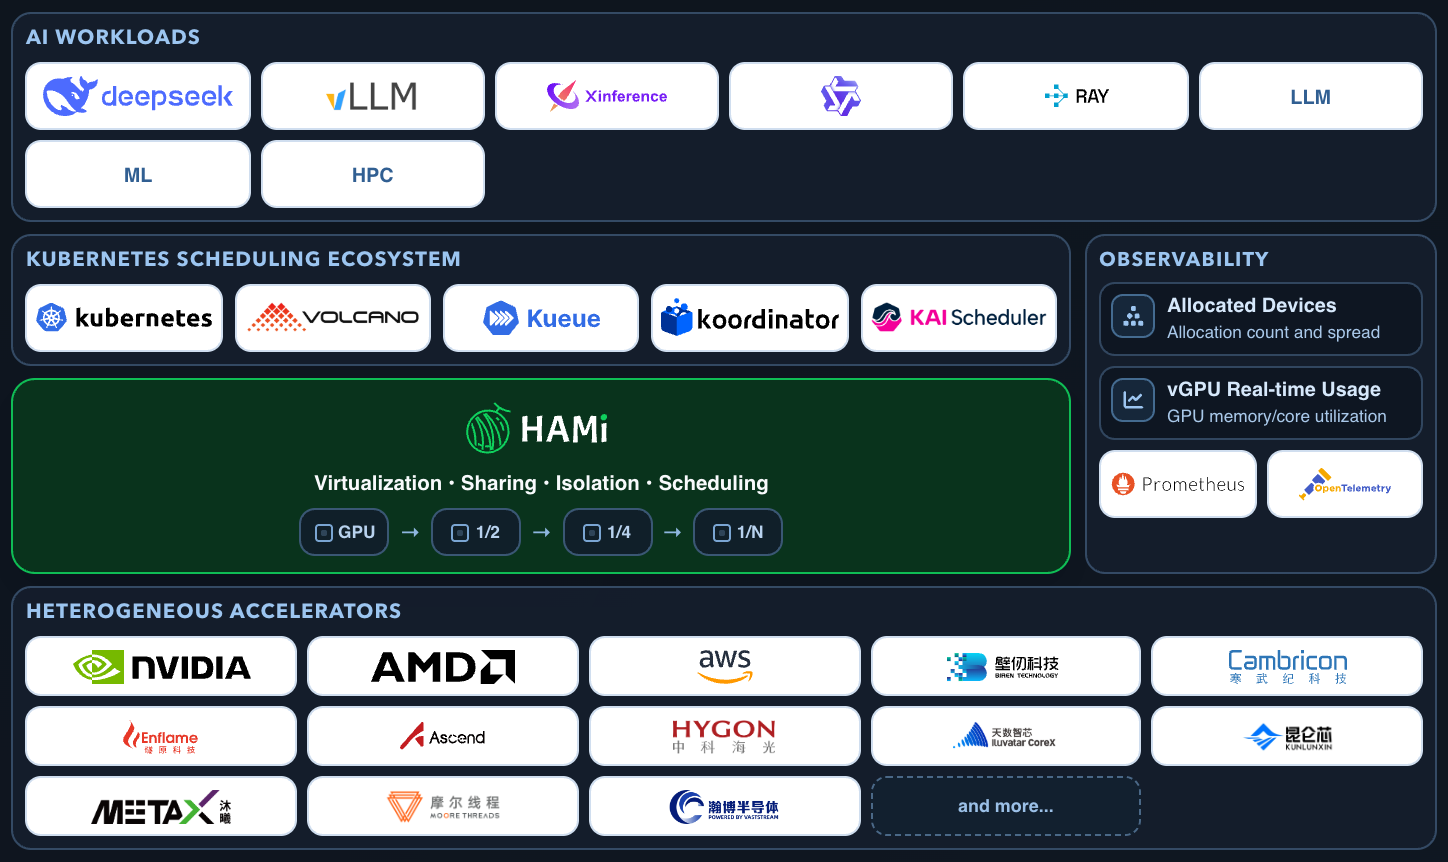 AI WORKLOADS
deepseek
vLLM
Xinference
RAY
LLM
ML
HPC
KUBERNETES SCHEDULING ECOSYSTEM
kubernetes
VOLCANO
Kueue
koordinator
KAI Scheduler
OBSERVABILITY
Allocated Devices
Allocation count and spread
vGPU Real-time Usage
GPU memory/core utilization
Prometheus
OpenTelemetry
HAMi
Virtualization · Sharing · Isolation · Scheduling
GPU → 1/2 → 1/4 → 1/N
HETEROGENEOUS ACCELERATORS
NVIDIA
AMD
aws
壁仞科技
BIREN TECHNOLOGY
Cambricon
寒武纪科技
Enflame
燧原科技
Ascend
HYGON
中科海光
天数智芯
Iluvatar CoreX
昆仑芯
KUNLUNXIN
METAX 沐曦
摩尔线程
MOORE THREADS
瀚博半导体
POWERED BY VASTSTREAM
and more...